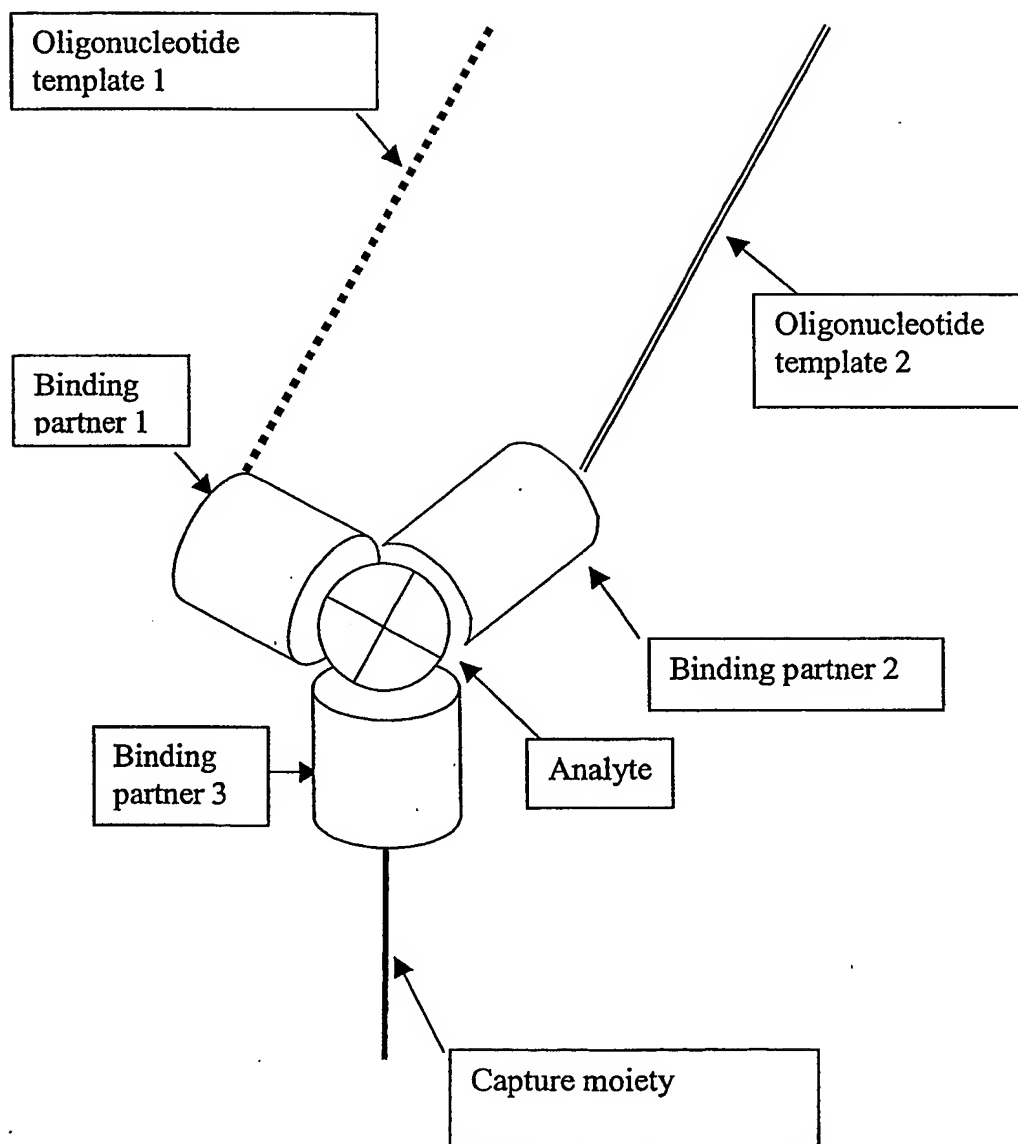 Oligonucleotide
template 1
Oligonucleotide
template 2
Binding
partner 1
Binding partner 2
Binding
partner 3
Analyte
Capture moiety